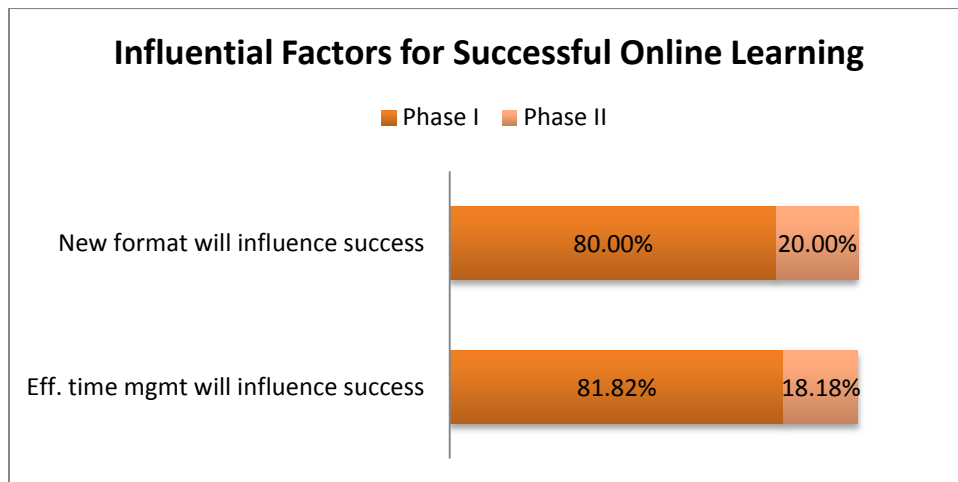 Influential Factors for Successful Online Learning
Phase I Phase II
New format will influence success 80.00% 20.00%
Eff. time mgmt will influence success 81.82% 18.18%